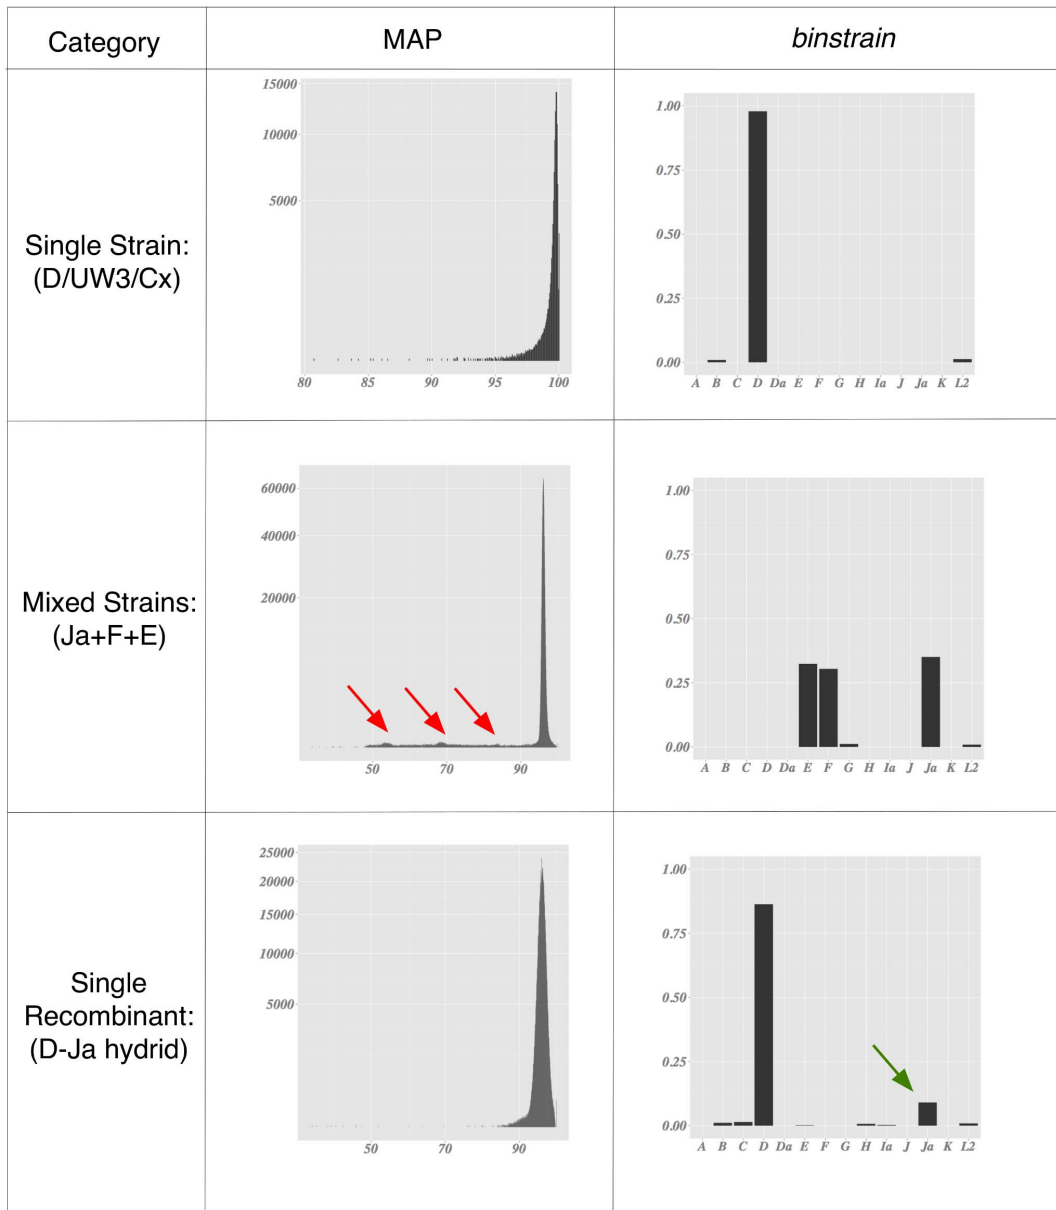 Category
MAP
binstrain
Single Strain:
(D/UW3/Cx)
15000
10000
5000
80 85 90 95 100
1.00
0.75
0.50
0.25
0.00
A B C D Da E F G H Ia J Ja K L2
Mixed Strains:
(Ja+F+E)
60000
40000
20000
50 70 90
1.00
0.75
0.50
0.25
0.00
A B C D Da E F G H Ia J Ja K L2
Single
Recombinant:
(D-Ja hydrid)
25000
20000
15000
10000
5000
50 70 90
1.00
0.75
0.50
0.25
0.00
A B C D Da E F G H Ia J Ja K L2